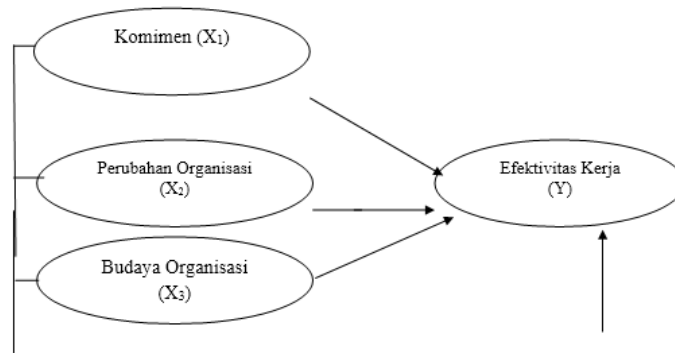 Komimen (X₁)
Perubahan Organisasi
(X₂)
Efektivitas Kerja
(Y)
Budaya Organisasi
(X₃)